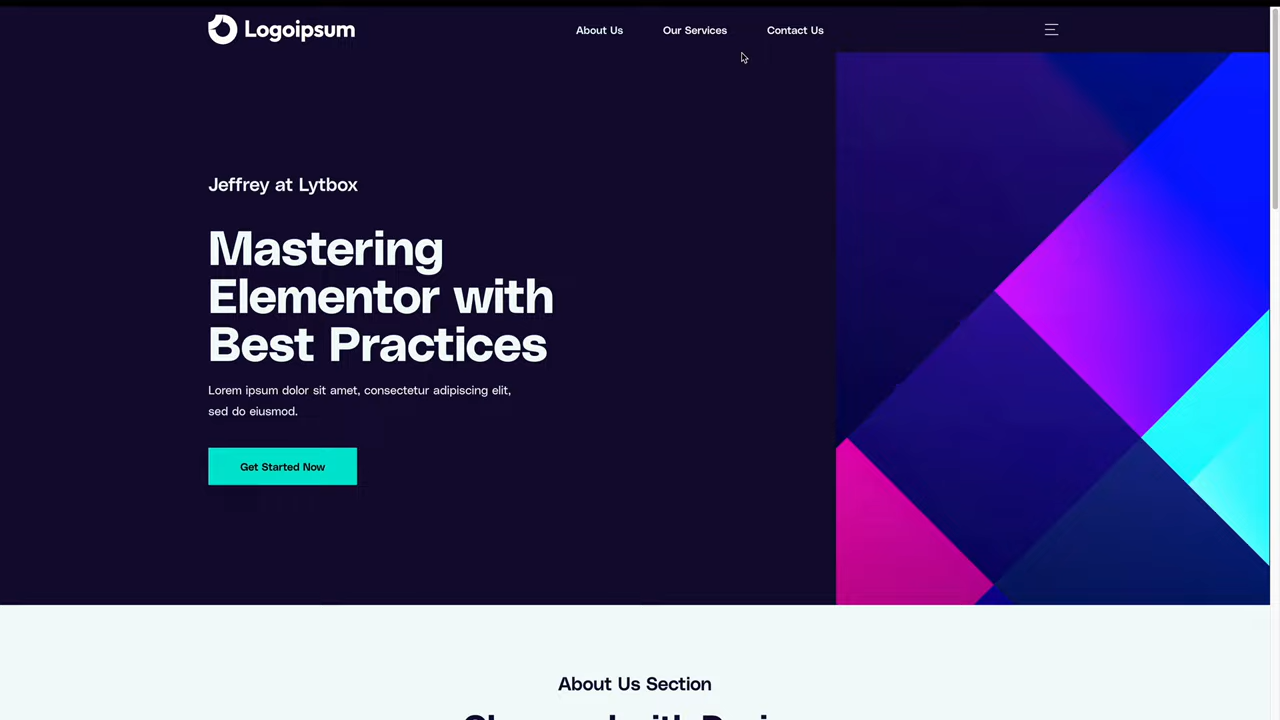 Logoipsum
About Us
Our Services
Contact Us
Jeffrey at Lytbox
Mastering
Elementor with
Best Practices
Lorem ipsum dolor sit amet, consectetur adipiscing elit,
sed do eiusmod.
Get Started Now
About Us Section